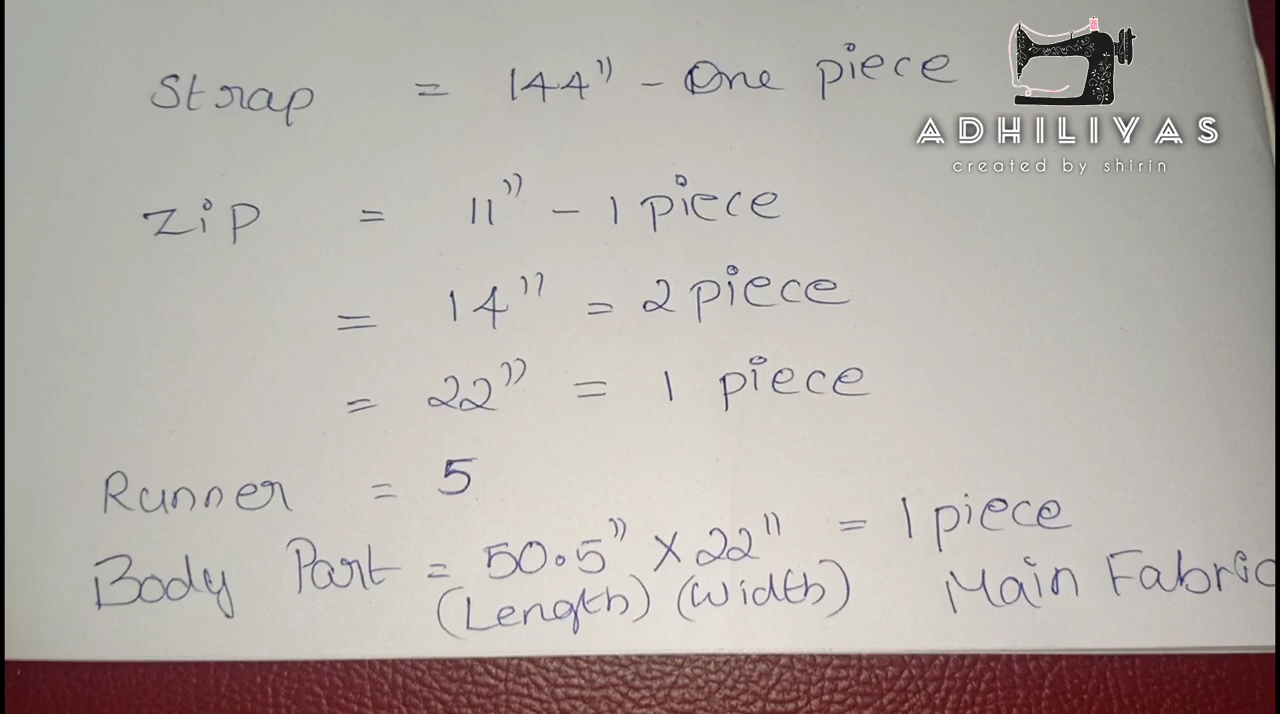 Strap = 144" - One piece
ADHILIYAS
created by shirin
Zip = 11" - 1 piece
= 14" = 2 piece
= 22" = 1 piece
Runner = 5
Body Part = 50.5" x 22" = 1 piece
(Length) (Width) Main Fabric